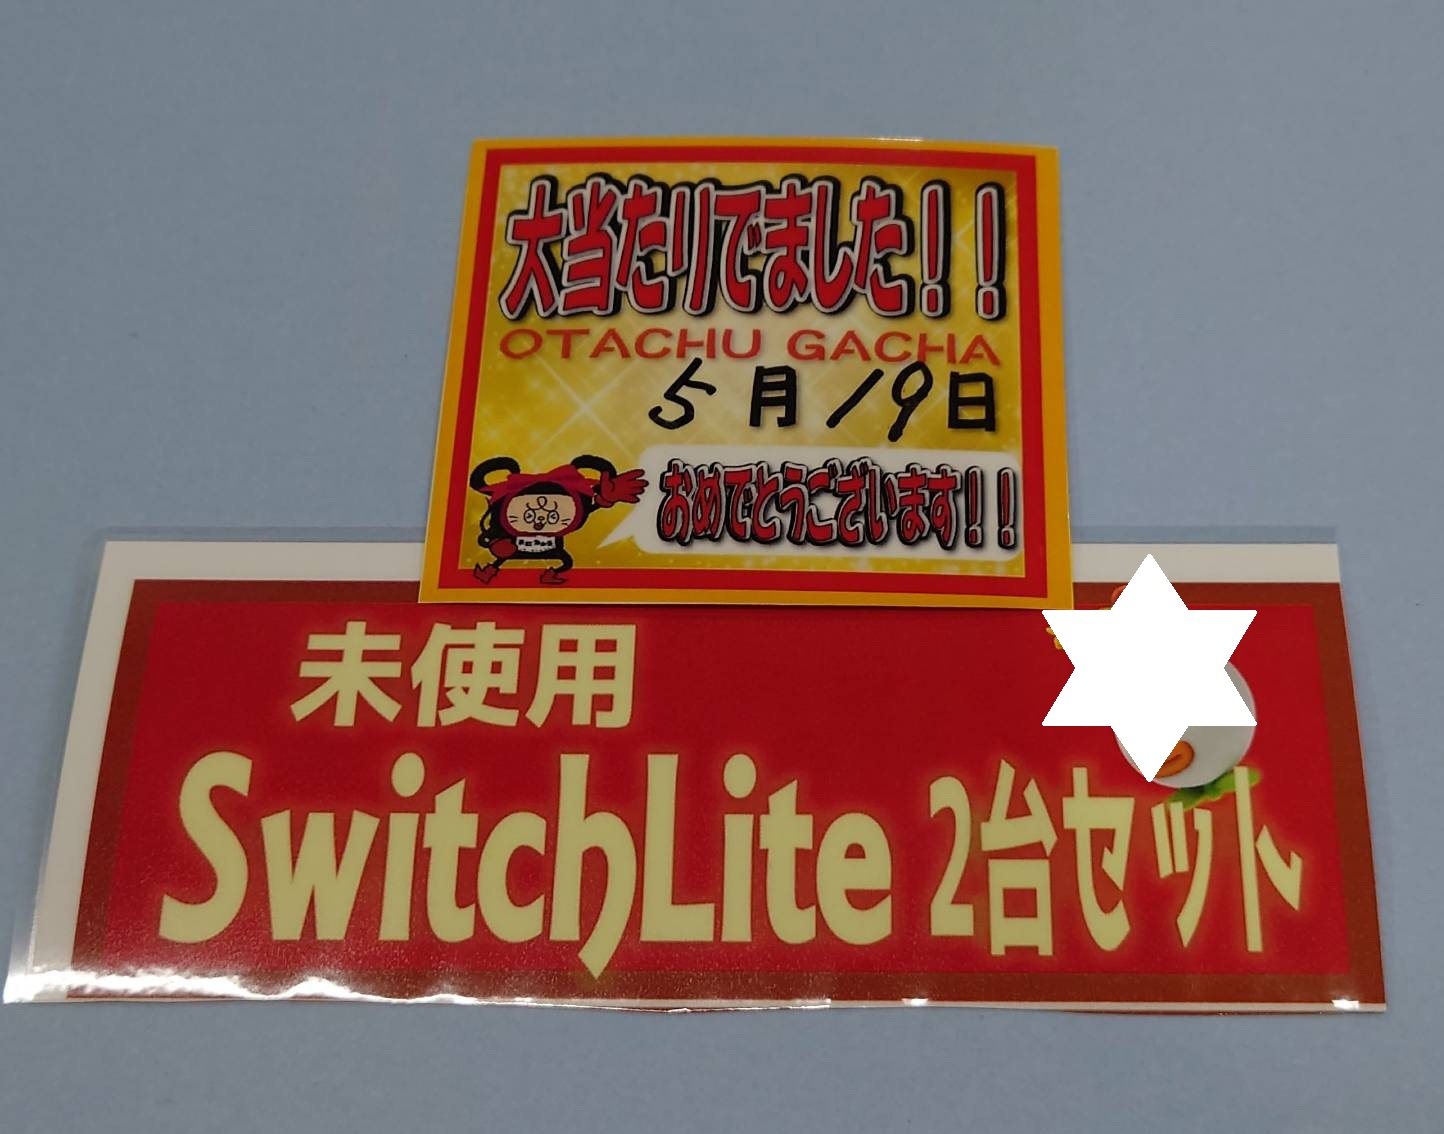 大当たりでました!!
OTACHU GACHA
5月19日
おめでとうございます!!
未使用
SwitchLite 2台セット